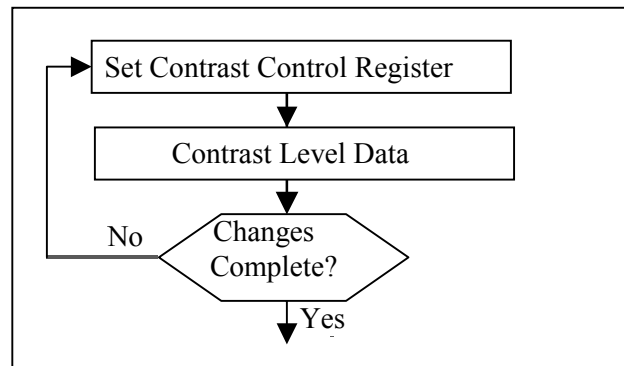 Set Contrast Control Register
Contrast Level Data
No
Changes
Complete?
Yes